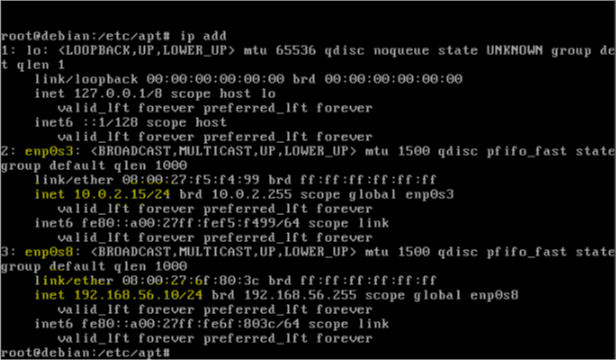 root@debian:/etc/apt# ip add
1: lo: <LOOPBACK,UP,LOWER_UP> mtu 65536 qdisc noqueue state UNKNOWN group de
t qlen 1
link/loopback 00:00:00:00:00:00 brd 00:00:00:00:00:00
inet 127.0.0.1/8 scope host lo
valid_lft forever preferred_lft forever
inet6 ::1/128 scope host
valid_lft forever preferred_lft forever
2: enp0s3: <BROADCAST,MULTICAST,UP,LOWER_UP> mtu 1500 qdisc pfifo_fast state
group default qlen 1000
link/ether 08:00:27:f5:f4:99 brd ff:ff:ff:ff:ff:ff
inet 10.0.2.15/24 brd 10.0.2.255 scope global enp0s3
valid_lft forever preferred_lft forever
inet6 fe80::a00:27ff:fef5:f499/64 scope link
valid_lft forever preferred_lft forever
3: enp0s8: <BROADCAST,MULTICAST,UP,LOWER_UP> mtu 1500 qdisc pfifo_fast state
group default qlen 1000
link/ether 08:00:27:6f:80:3c brd ff:ff:ff:ff:ff:ff
inet 192.168.56.10/24 brd 192.168.56.255 scope global enp0s8
valid_lft forever preferred_lft forever
inet6 fe80::a00:27ff:fe6f:803c/64 scope link
valid_lft forever preferred_lft forever
root@debian:/etc/apt#